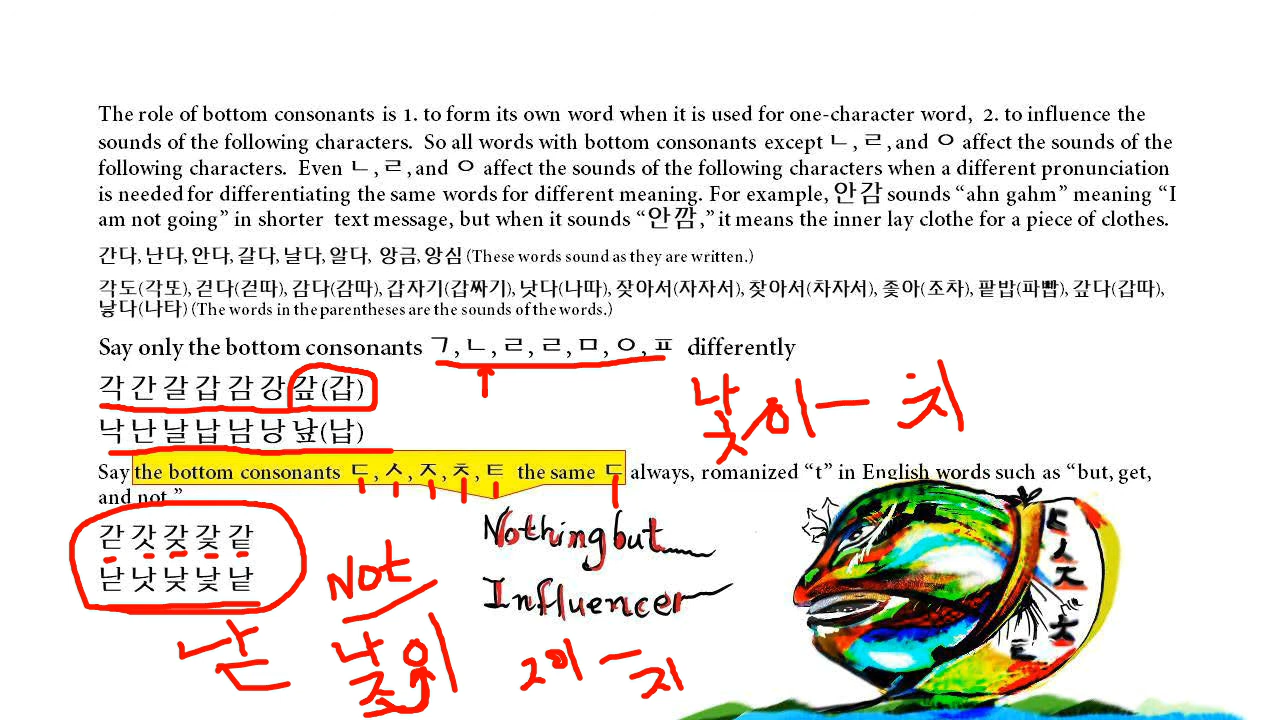 The role of bottom consonants is 1. to form its own word when it is used for one-character word, 2. to influence the
sounds of the following characters. So all words with bottom consonants except ㄴ, ㄹ, and ㅇ affect the sounds of the
following characters. Even ㄴ, ㄹ, and ㅇ affect the sounds of the following characters when a different pronunciation
is needed for differentiating the same words for different meaning. For example, 안감 sounds “ahn gahm” meaning “I
am not going” in shorter text message, but when it sounds “안깜,” it means the inner lay clothe for a piece of clothes.
간다, 난다, 안다, 갈다, 날다, 알다, 앙금, 앙심 (These words sound as they are written.)
각도(각또), 걷다(걷따), 감다(감따), 갑자기(갑짜기), 낫다(나따), 잦아서(자자서), 찾아서(차자서), 좇아(조차), 팥밥(파빱), 갚다(갑따),
낳다(나타) (The words in the parentheses are the sounds of the words.)
Say only the bottom consonants ㄱ, ㄴ, ㄹ, ㄹ, ㅁ, ㅇ, ㅍ differently
각 간 갈 갑 감 강 갚(갑)
낙 난 날 납 남 낭 낲(납)
낮이 - 치
Say the bottom consonants ㄷ, ㅅ, ㅈ, ㅊ, ㅌ the same ㄷ always, romanized “t” in English words such as “but, get,
and not.”
갇 갓 갖 갗 같
낟 낫 낮 낯 낱
Nothing but
Influencer
Not
낟
ㄷ
ㅅ
ㅈ
ㅊ
ㅌ